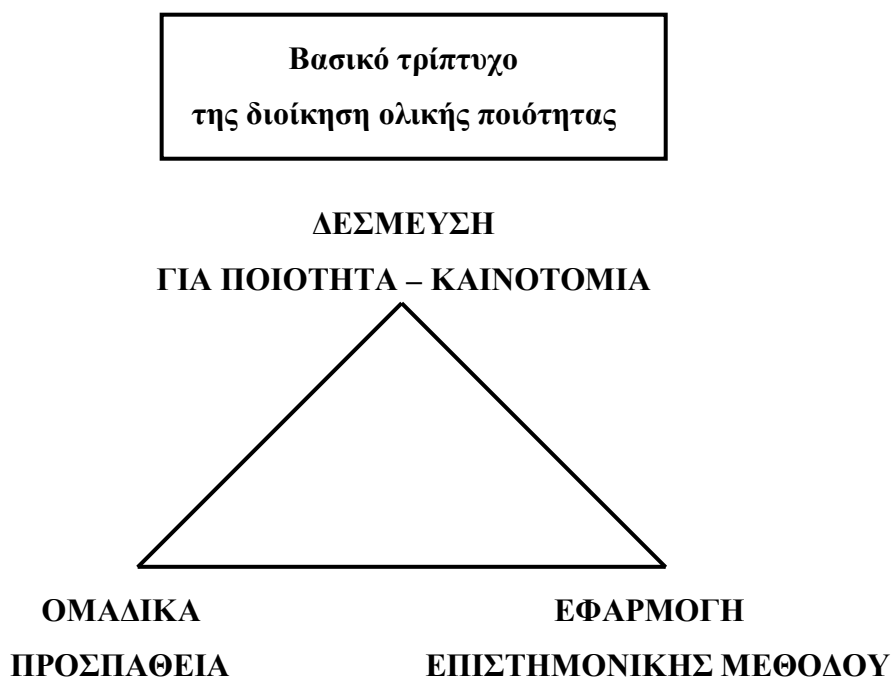 Βασικό τρίπτυχο
της διοίκηση ολικής ποιότητας
ΔΕΣΜΕΥΣΗ
ΓΙΑ ΠΟΙΟΤΗΤΑ – ΚΑΙΝΟΤΟΜΙΑ
ΟΜΑΔΙΚΑ
ΠΡΟΣΠΑΘΕΙΑ
ΕΦΑΡΜΟΓΗ
ΕΠΙΣΤΗΜΟΝΙΚΗΣ ΜΕΘΟΔΟΥ